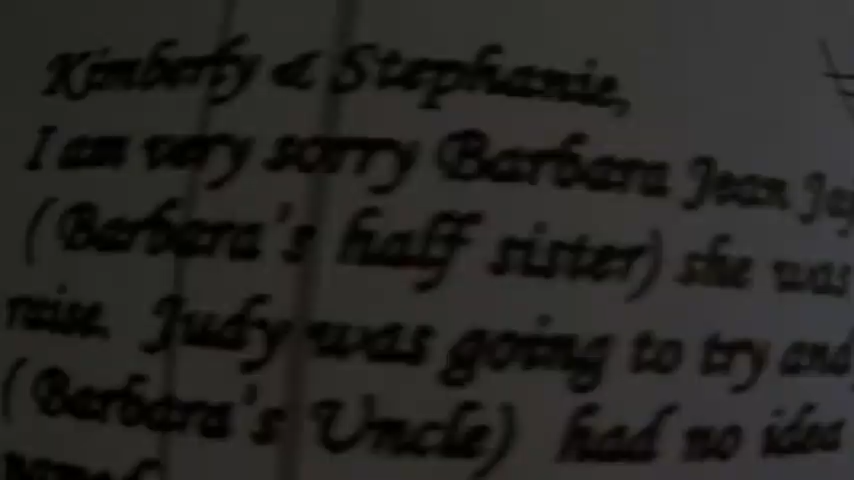 Kimberly & Stephanie,
I am very sorry Barbara Jean
(Barbara's half sister) she was
raise. Judy was going to try and
(Barbara's Uncle) had no idea